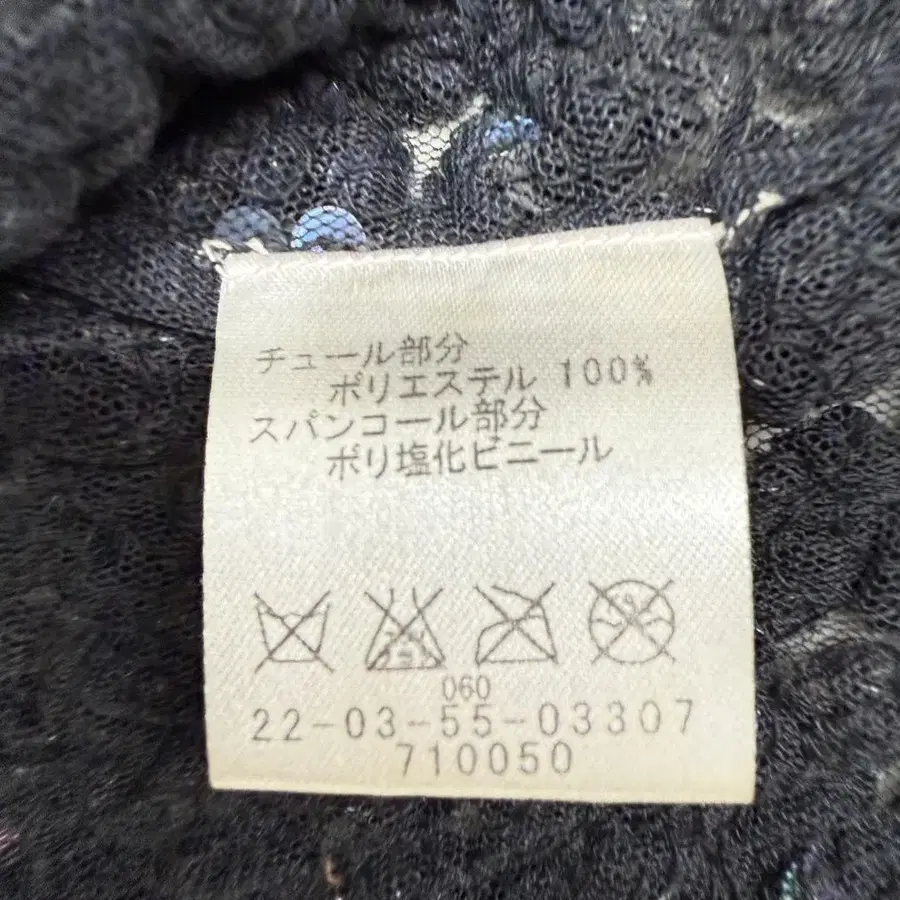 チュール部分
ポリエステル 100%
スパンコール部分
ポリ塩化ビニール
060
22-03-55-03307
710050